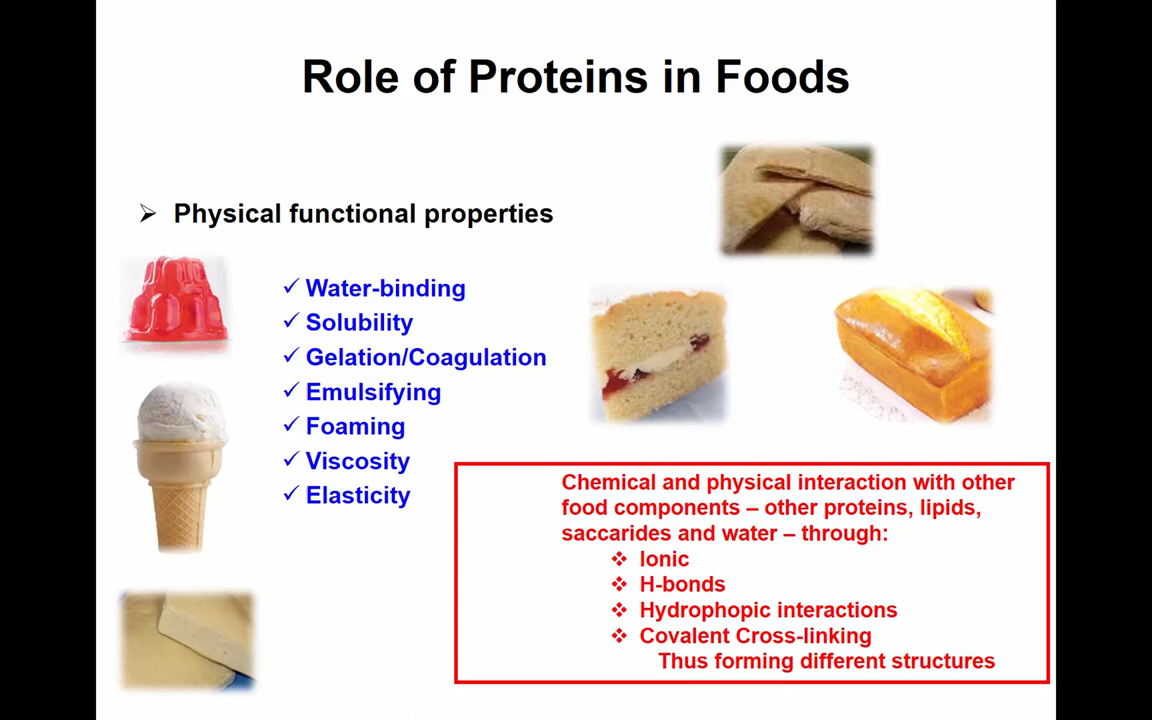 Role of Proteins in Foods
➢ Physical functional properties
✓ Water-binding
✓ Solubility
✓ Gelation/Coagulation
✓ Emulsifying
✓ Foaming
✓ Viscosity
✓ Elasticity
Chemical and physical interaction with other
food components – other proteins, lipids,
saccarides and water – through:
❖ Ionic
❖ H-bonds
❖ Hydrophopic interactions
❖ Covalent Cross-linking
Thus forming different structures